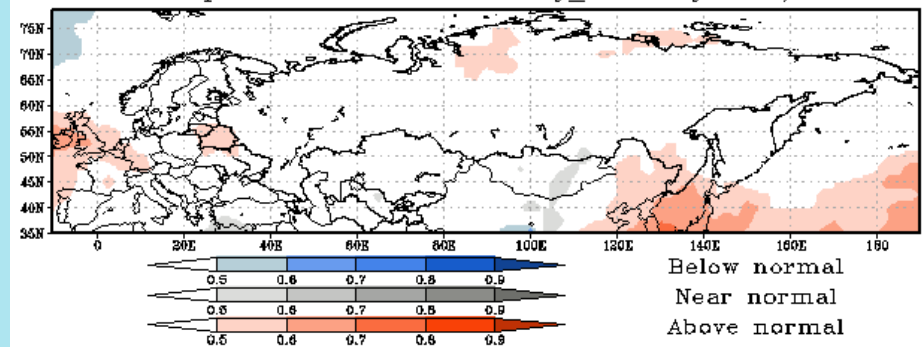 75N
70N
65N
60N
55N
50N
45N
40N
35N
0 20E 40E 60E 80E 100E 120E 140E 160E 180
Below normal
0.5 0.6 0.7 0.8 0.9
Near normal
0.5 0.6 0.7 0.8 0.9
Above normal
0.5 0.6 0.7 0.8 0.9